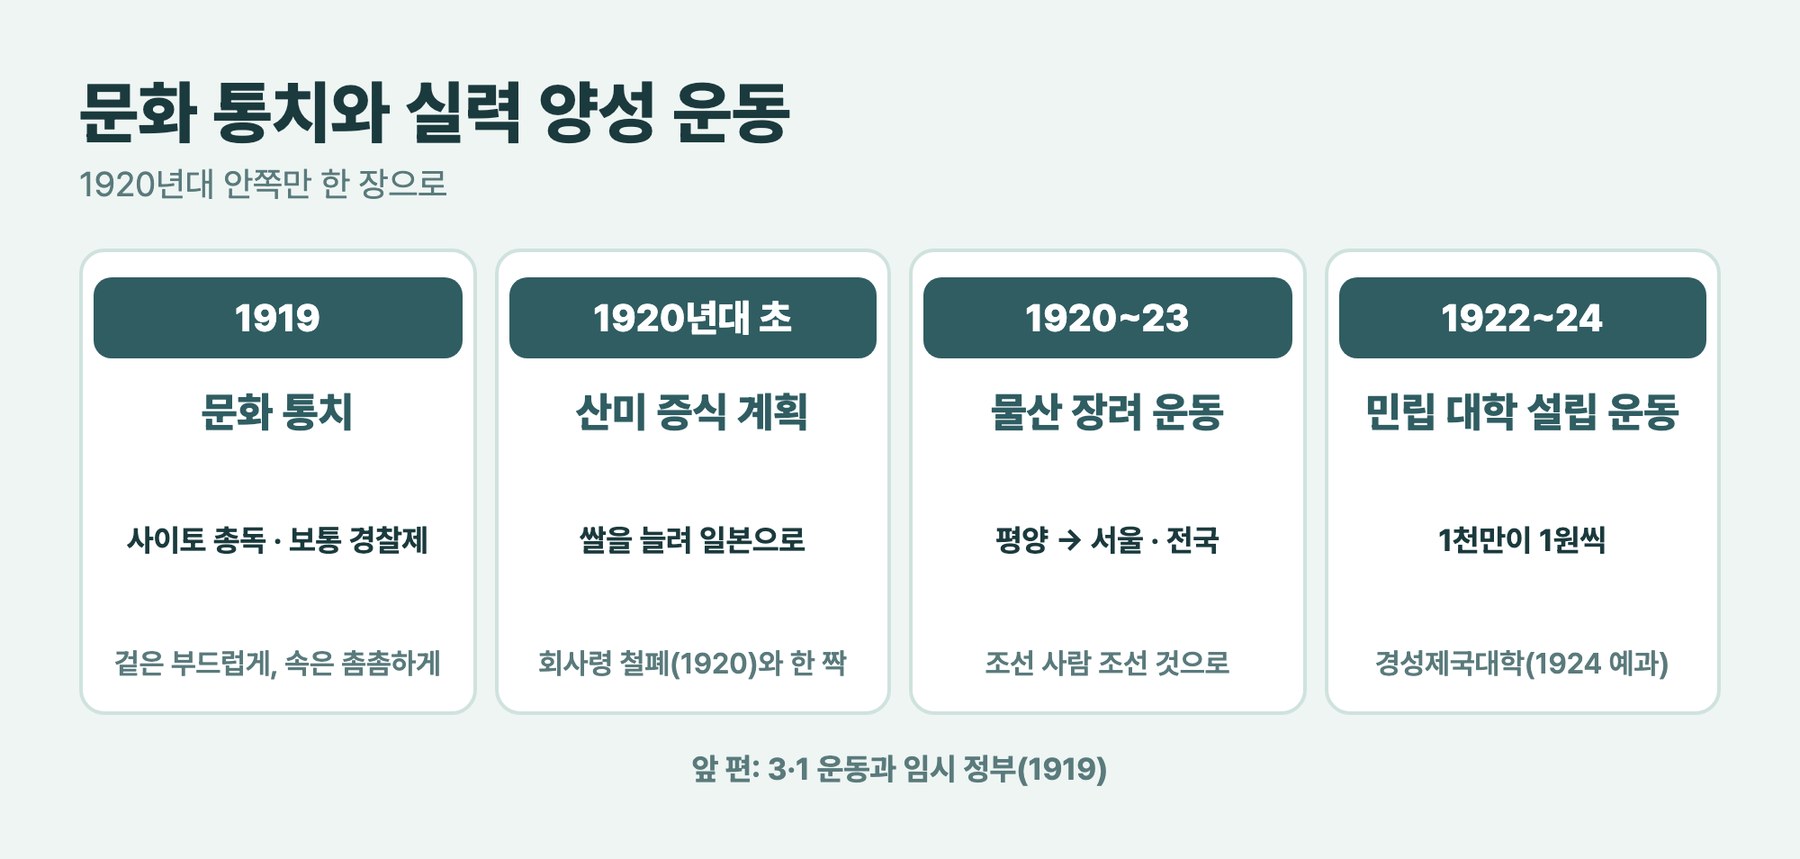 문화 통치와 실력 양성 운동
1920년대 안쪽만 한 장으로
1919
문화 통치
사이토 총독 · 보통 경찰제
겉은 부드럽게, 속은 촘촘하게
1920년대 초
산미 증식 계획
쌀을 늘려 일본으로
회사령 철폐(1920)와 한 짝
1920~23
물산 장려 운동
평양 → 서울 · 전국
조선 사람 조선 것으로
1922~24
민립 대학 설립 운동
1천만이 1원씩
경성제국대학(1924 예과)
앞 편: 3·1 운동과 임시 정부(1919)